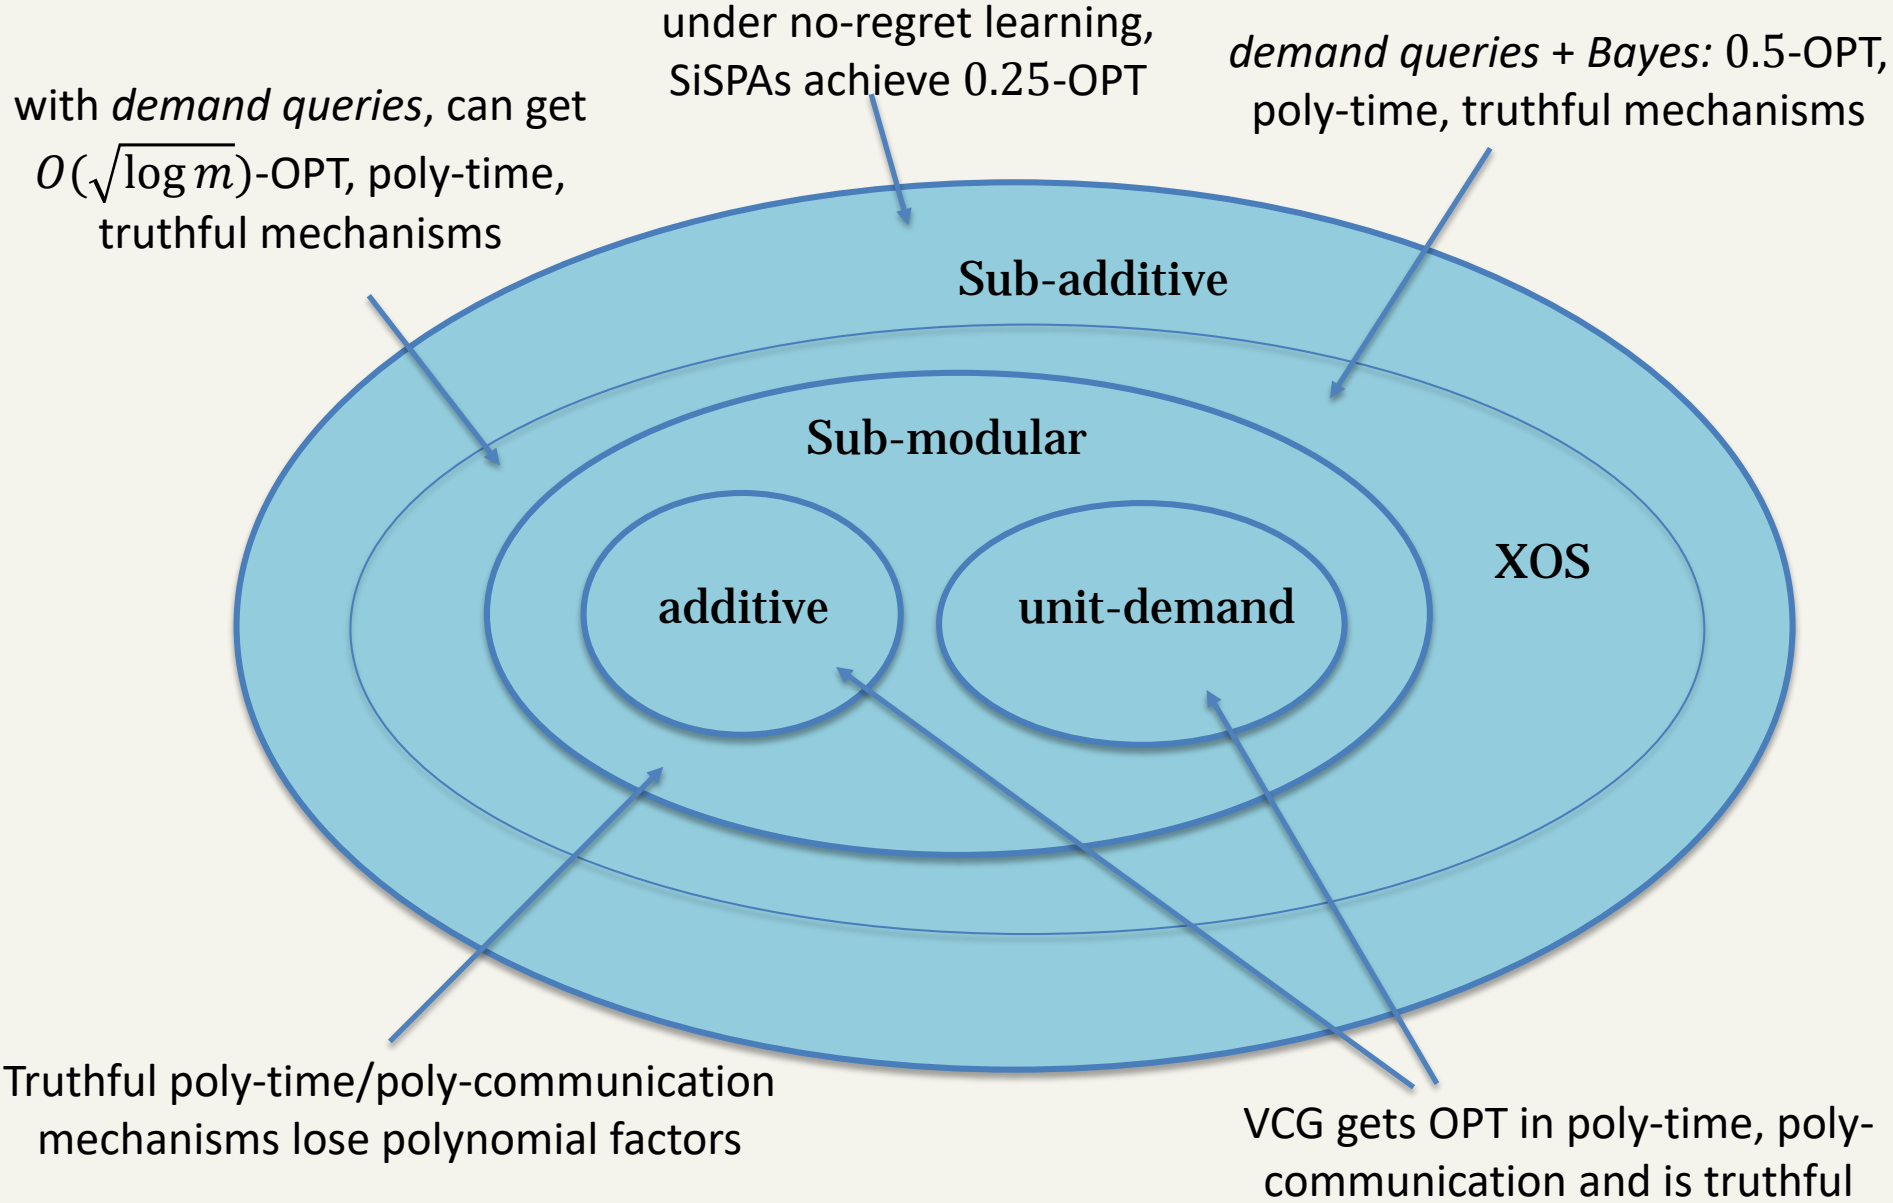 under no-regret learning,
SiSPAs achieve 0.25-OPT
demand queries + Bayes: 0.5-OPT,
poly-time, truthful mechanisms
with demand queries, can get
O(√log m)-OPT, poly-time,
truthful mechanisms
Sub-additive
Sub-modular
XOS
additive
unit-demand
Truthful poly-time/poly-communication
mechanisms lose polynomial factors
VCG gets OPT in poly-time, poly-
communication and is truthful